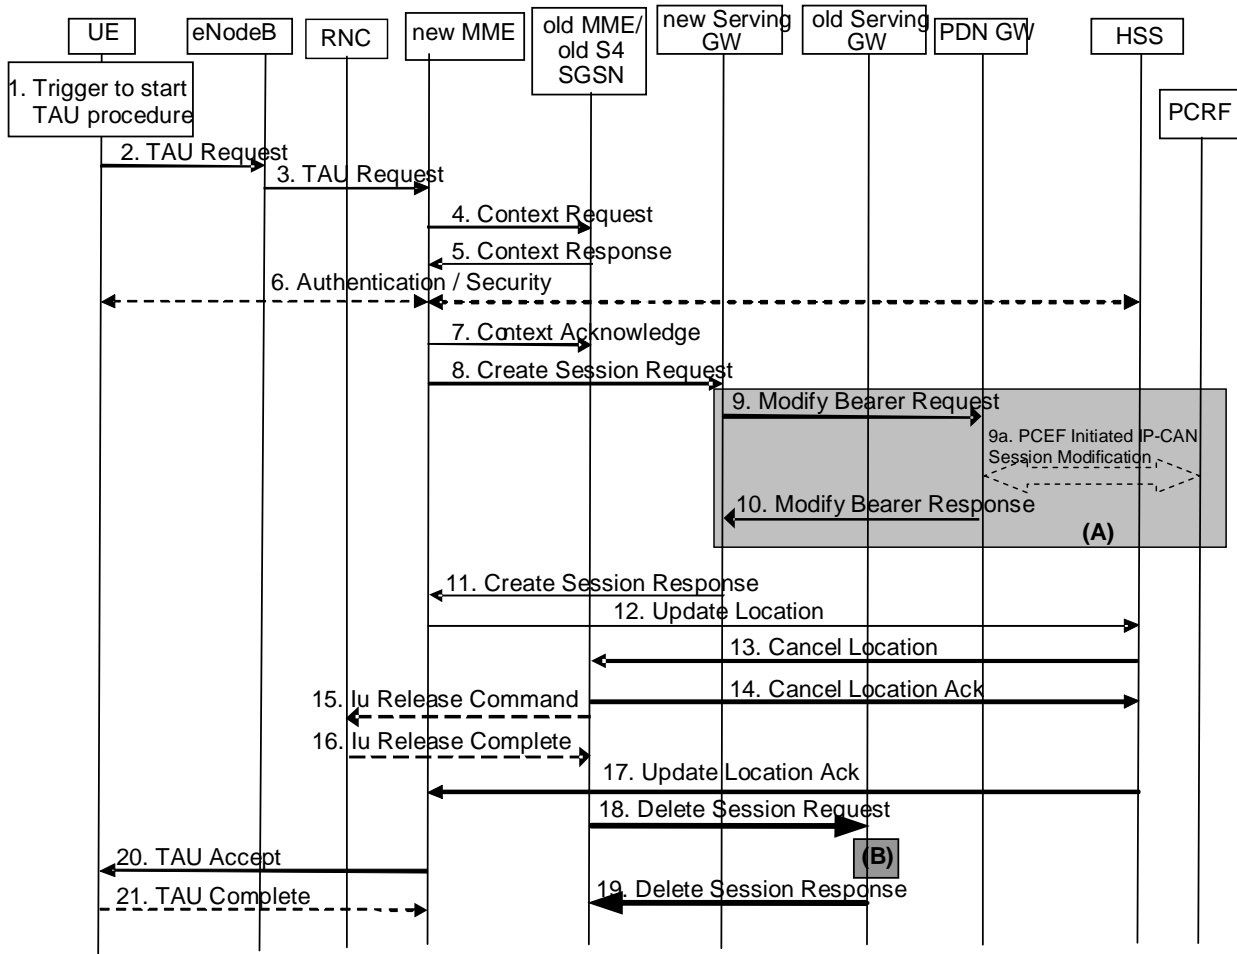 UE
eNodeB
RNC
new MME
old MME/
old S4
SGSN
new Serving
GW
old Serving
GW
PDN GW
HSS
PCRF
1. Trigger to start
TAU procedure
2. TAU Request
3. TAU Request
4. Context Request
5. Context Response
6. Authentication / Security
7. Context Acknowledge
8. Create Session Request
9. Modify Bearer Request
9a. PCEF Initiated IP-CAN
Session Modification
10. Modify Bearer Response
(A)
11. Create Session Response
12. Update Location
13. Cancel Location
14. Cancel Location Ack
15. Iu Release Command
16. Iu Release Complete
17. Update Location Ack
18. Delete Session Request
(B)
20. TAU Accept
19. Delete Session Response
21. TAU Complete